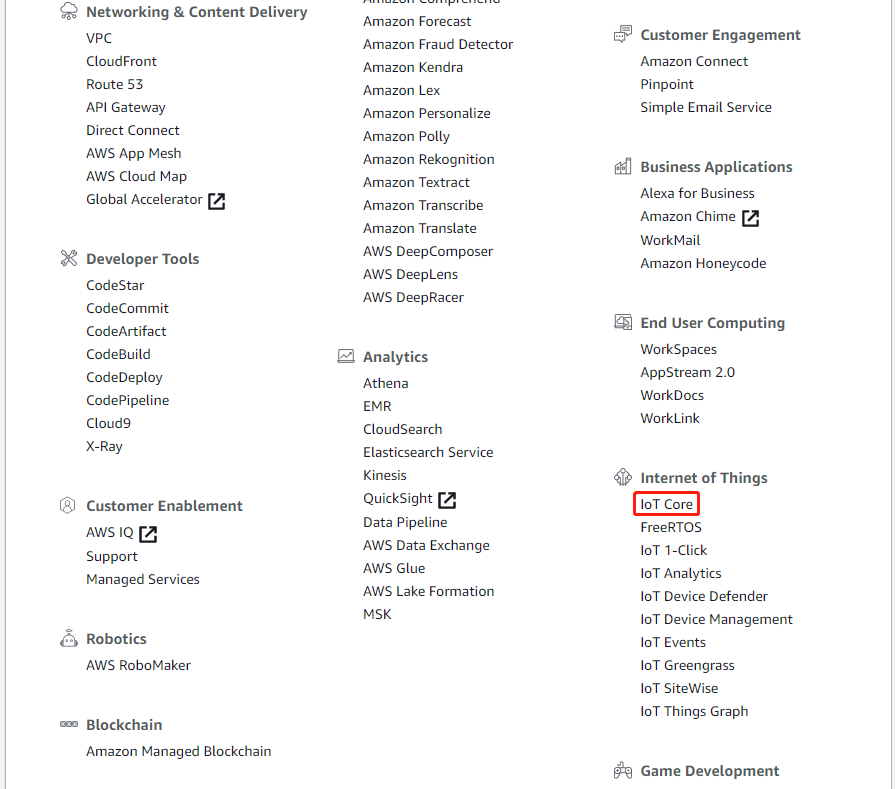 Networking & Content Delivery
VPC
CloudFront
Route 53
API Gateway
Direct Connect
AWS App Mesh
AWS Cloud Map
Global Accelerator
Developer Tools
CodeStar
CodeCommit
CodeArtifact
CodeBuild
CodeDeploy
CodePipeline
Cloud9
X-Ray
Customer Enablement
AWS IQ
Support
Managed Services
Robotics
AWS RoboMaker
Blockchain
Amazon Managed Blockchain
Amazon Comprehend
Amazon Forecast
Amazon Fraud Detector
Amazon Kendra
Amazon Lex
Amazon Personalize
Amazon Polly
Amazon Rekognition
Amazon Textract
Amazon Transcribe
Amazon Translate
AWS DeepComposer
AWS DeepLens
AWS DeepRacer
Analytics
Athena
EMR
CloudSearch
Elasticsearch Service
Kinesis
QuickSight
Data Pipeline
AWS Data Exchange
AWS Glue
AWS Lake Formation
MSK
Customer Engagement
Amazon Connect
Pinpoint
Simple Email Service
Business Applications
Alexa for Business
Amazon Chime
WorkMail
Amazon Honeycode
End User Computing
WorkSpaces
AppStream 2.0
WorkDocs
WorkLink
Internet of Things
IoT Core
FreeRTOS
IoT 1-Click
IoT Analytics
IoT Device Defender
IoT Device Management
IoT Events
IoT Greengrass
IoT SiteWise
IoT Things Graph
Game Development